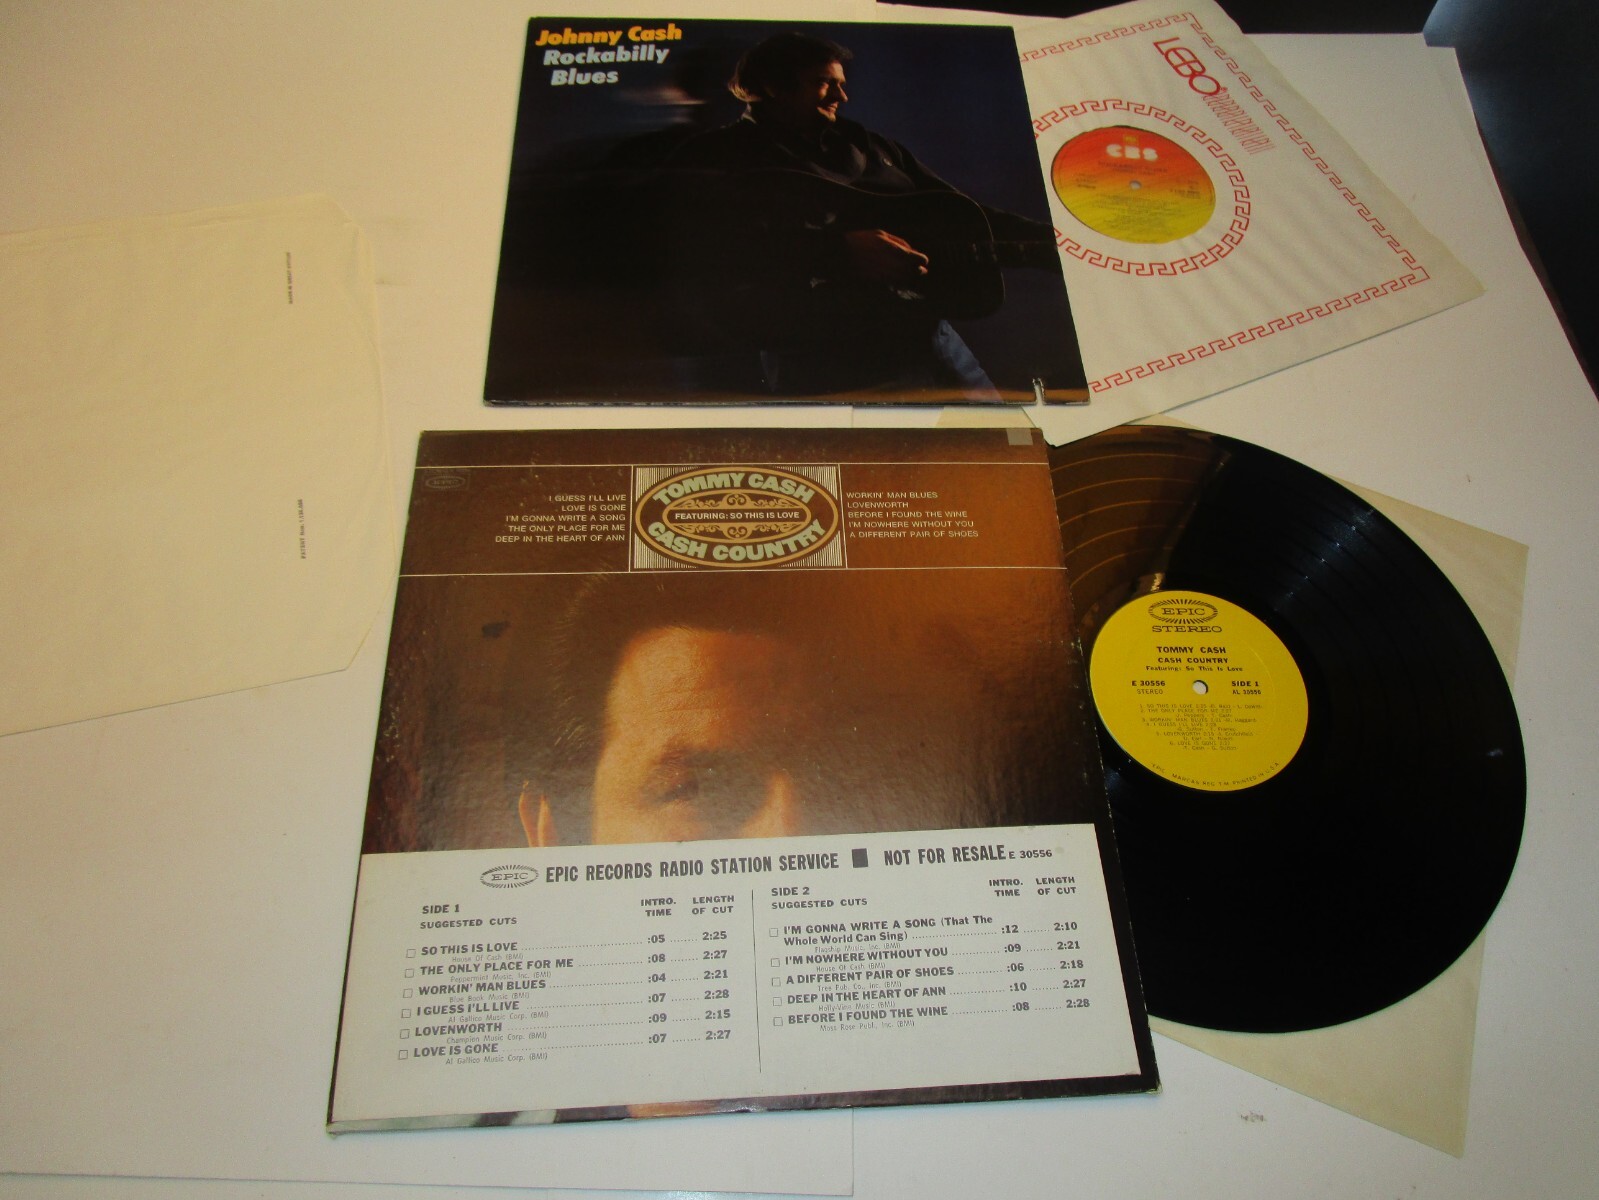 Johnny Cash
Rockabilly
Blues
LEBO
CBS
EPIC
I GUESS I'LL LIVE
LOVE IS GONE
I'M GONNA WRITE A SONG
THE ONLY PLACE FOR ME
DEEP IN THE HEART OF ANN
TOMMY CASH
FEATURING: SO THIS IS LOVE
CASH COUNTRY
WORKIN' MAN BLUES
LOVENWORTH
BEFORE I FOUND THE WINE
I'M NOWHERE WITHOUT YOU
A DIFFERENT PAIR OF SHOES
EPIC
STEREO
TOMMY CASH
CASH COUNTRY
Featuring: So This Is Love
E 30556 SIDE 1
STEREO AL 30556
EPIC EPIC RECORDS RADIO STATION SERVICE NOT FOR RESALE E 30556
SIDE 1
SUGGESTED CUTS
INTRO. TIME
LENGTH OF CUT
SO THIS IS LOVE :05 2:25
House Of Cash (BMI)
THE ONLY PLACE FOR ME :08 2:27
Peppermint Music, Inc. (BMI)
WORKIN' MAN BLUES :04 2:21
Blue Book Music (BMI)
I GUESS I'LL LIVE :07 2:28
Al Gallico Music Corp. (BMI)
LOVENWORTH :09 2:15
Champion Music Corp. (BMI)
LOVE IS GONE :07 2:27
Al Gallico Music Corp. (BMI)
SIDE 2
SUGGESTED CUTS
INTRO. TIME
LENGTH OF CUT
I'M GONNA WRITE A SONG (That The
Whole World Can Sing) :12 2:10
Flagship Music, Inc. (BMI)
I'M NOWHERE WITHOUT YOU :09 2:21
House Of Cash (BMI)
A DIFFERENT PAIR OF SHOES :06 2:18
Tree Pub. Co., Inc. (BMI)
DEEP IN THE HEART OF ANN :10 2:27
Holly-Vine Music (BMI)
BEFORE I FOUND THE WINE :08 2:28
Moss Rose Publ., Inc. (BMI)